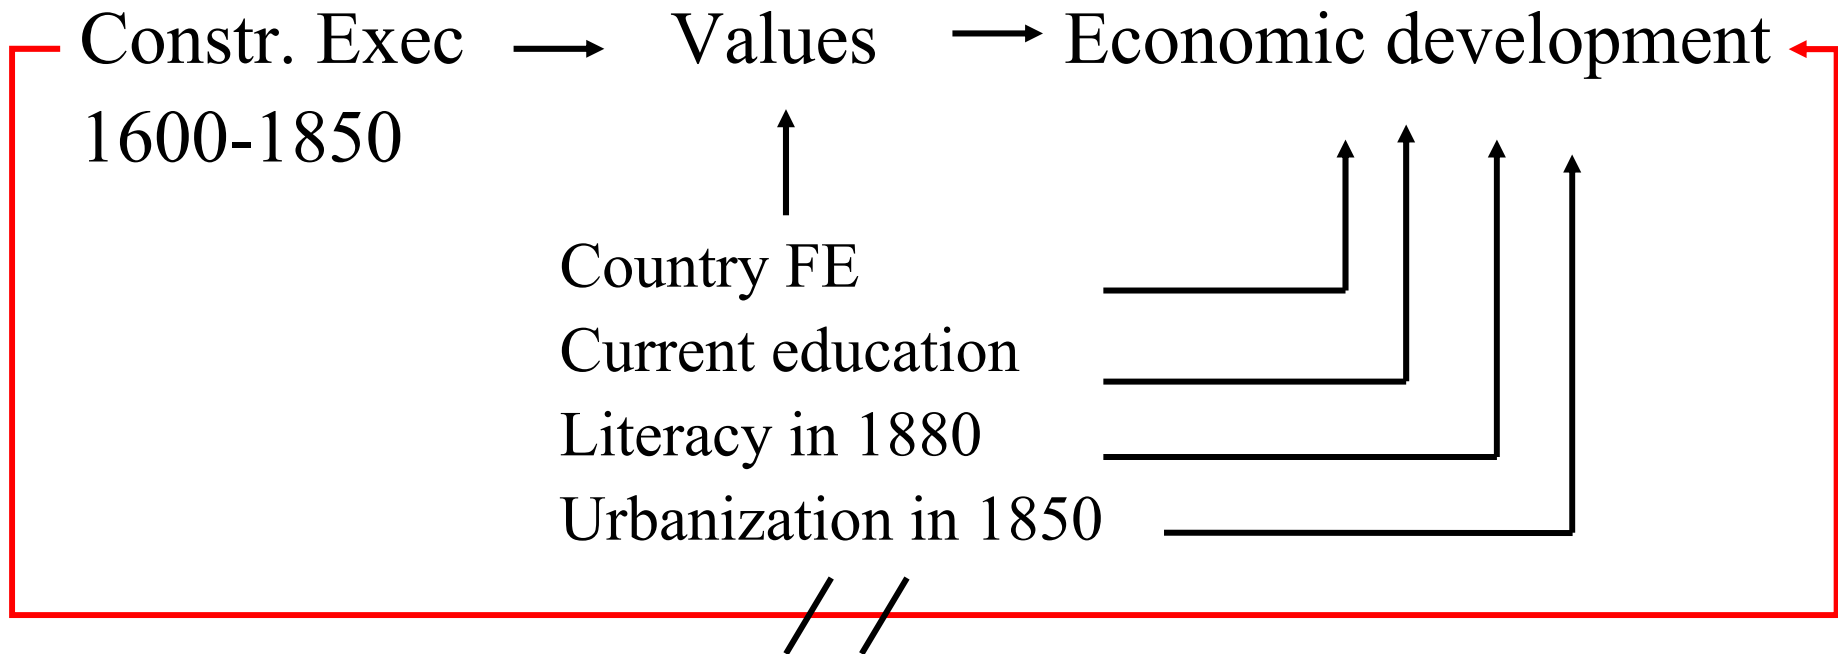 Constr. Exec Values Economic development
1600-1850
Country FE
Current education
Literacy in 1880
Urbanization in 1850